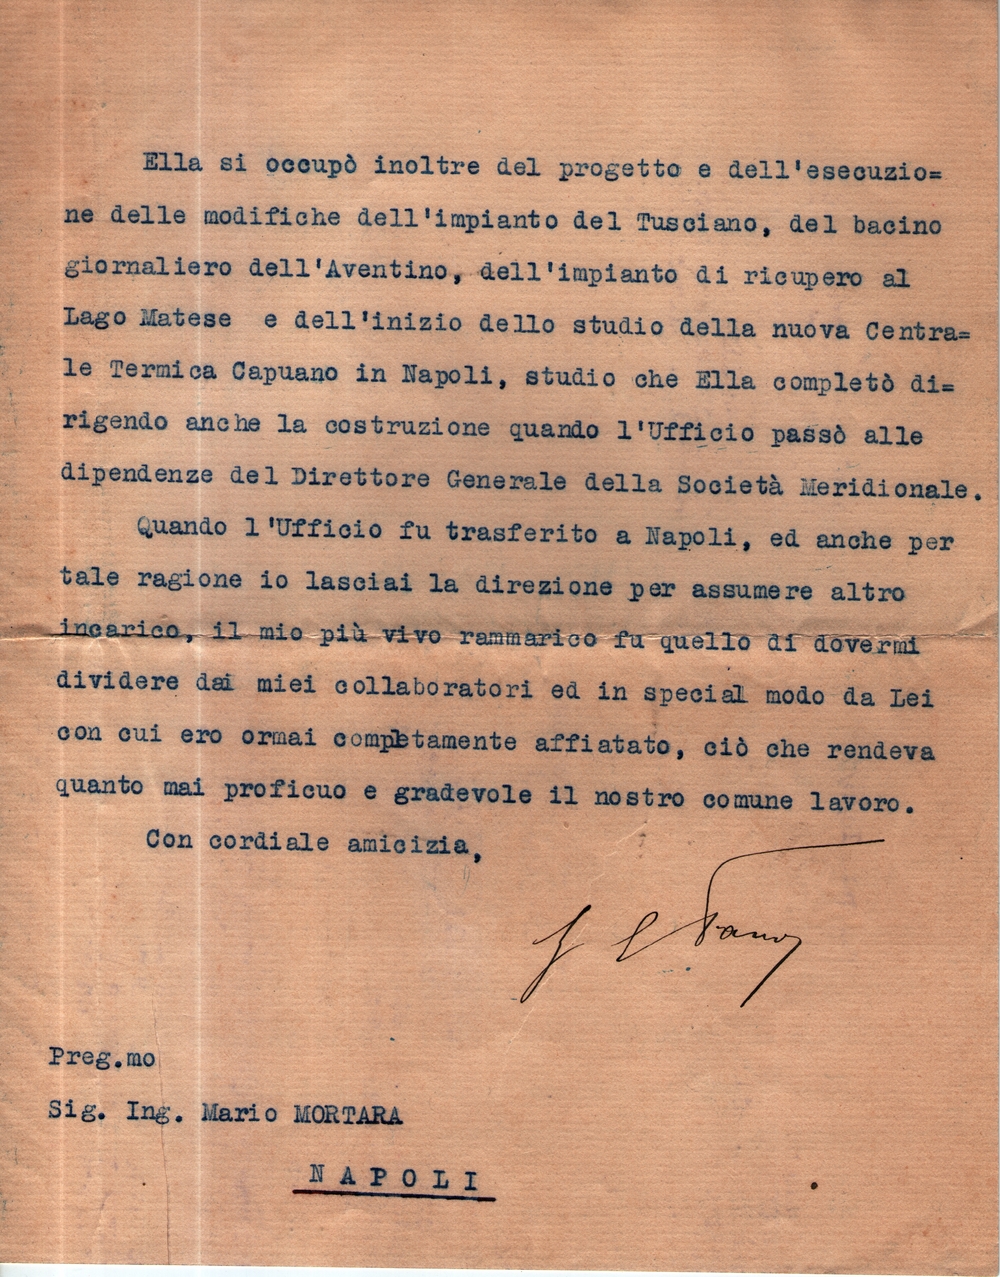 Ella si occupò inoltre del progetto e dell'esecuzio=
ne delle modifiche dell'impianto del Tusciano, del bacino
giornaliero dell'Aventino, dell'impianto di ricupero al
Lago Matese e dell'inizio dello studio della nuova Centra=
le Termica Capuano in Napoli, studio che Ella completò di=
rigendo anche la costruzione quando l'Ufficio passò alle
dipendenze del Direttore Generale della Società Meridionale.
Quando l'Ufficio fu trasferito a Napoli, ed anche per
tale ragione io lasciai la direzione per assumere altro
incarico, il mio più vivo rammarico fu quello di dovermi
dividere dai miei collaboratori ed in special modo da Lei
con cui ero ormai completamente affiatato, ciò che rendeva
quanto mai proficuo e gradevole il nostro comune lavoro.
Con cordiale amicizia,
Preg.mo
Sig. Ing. Mario MORTARA
NAPOLI